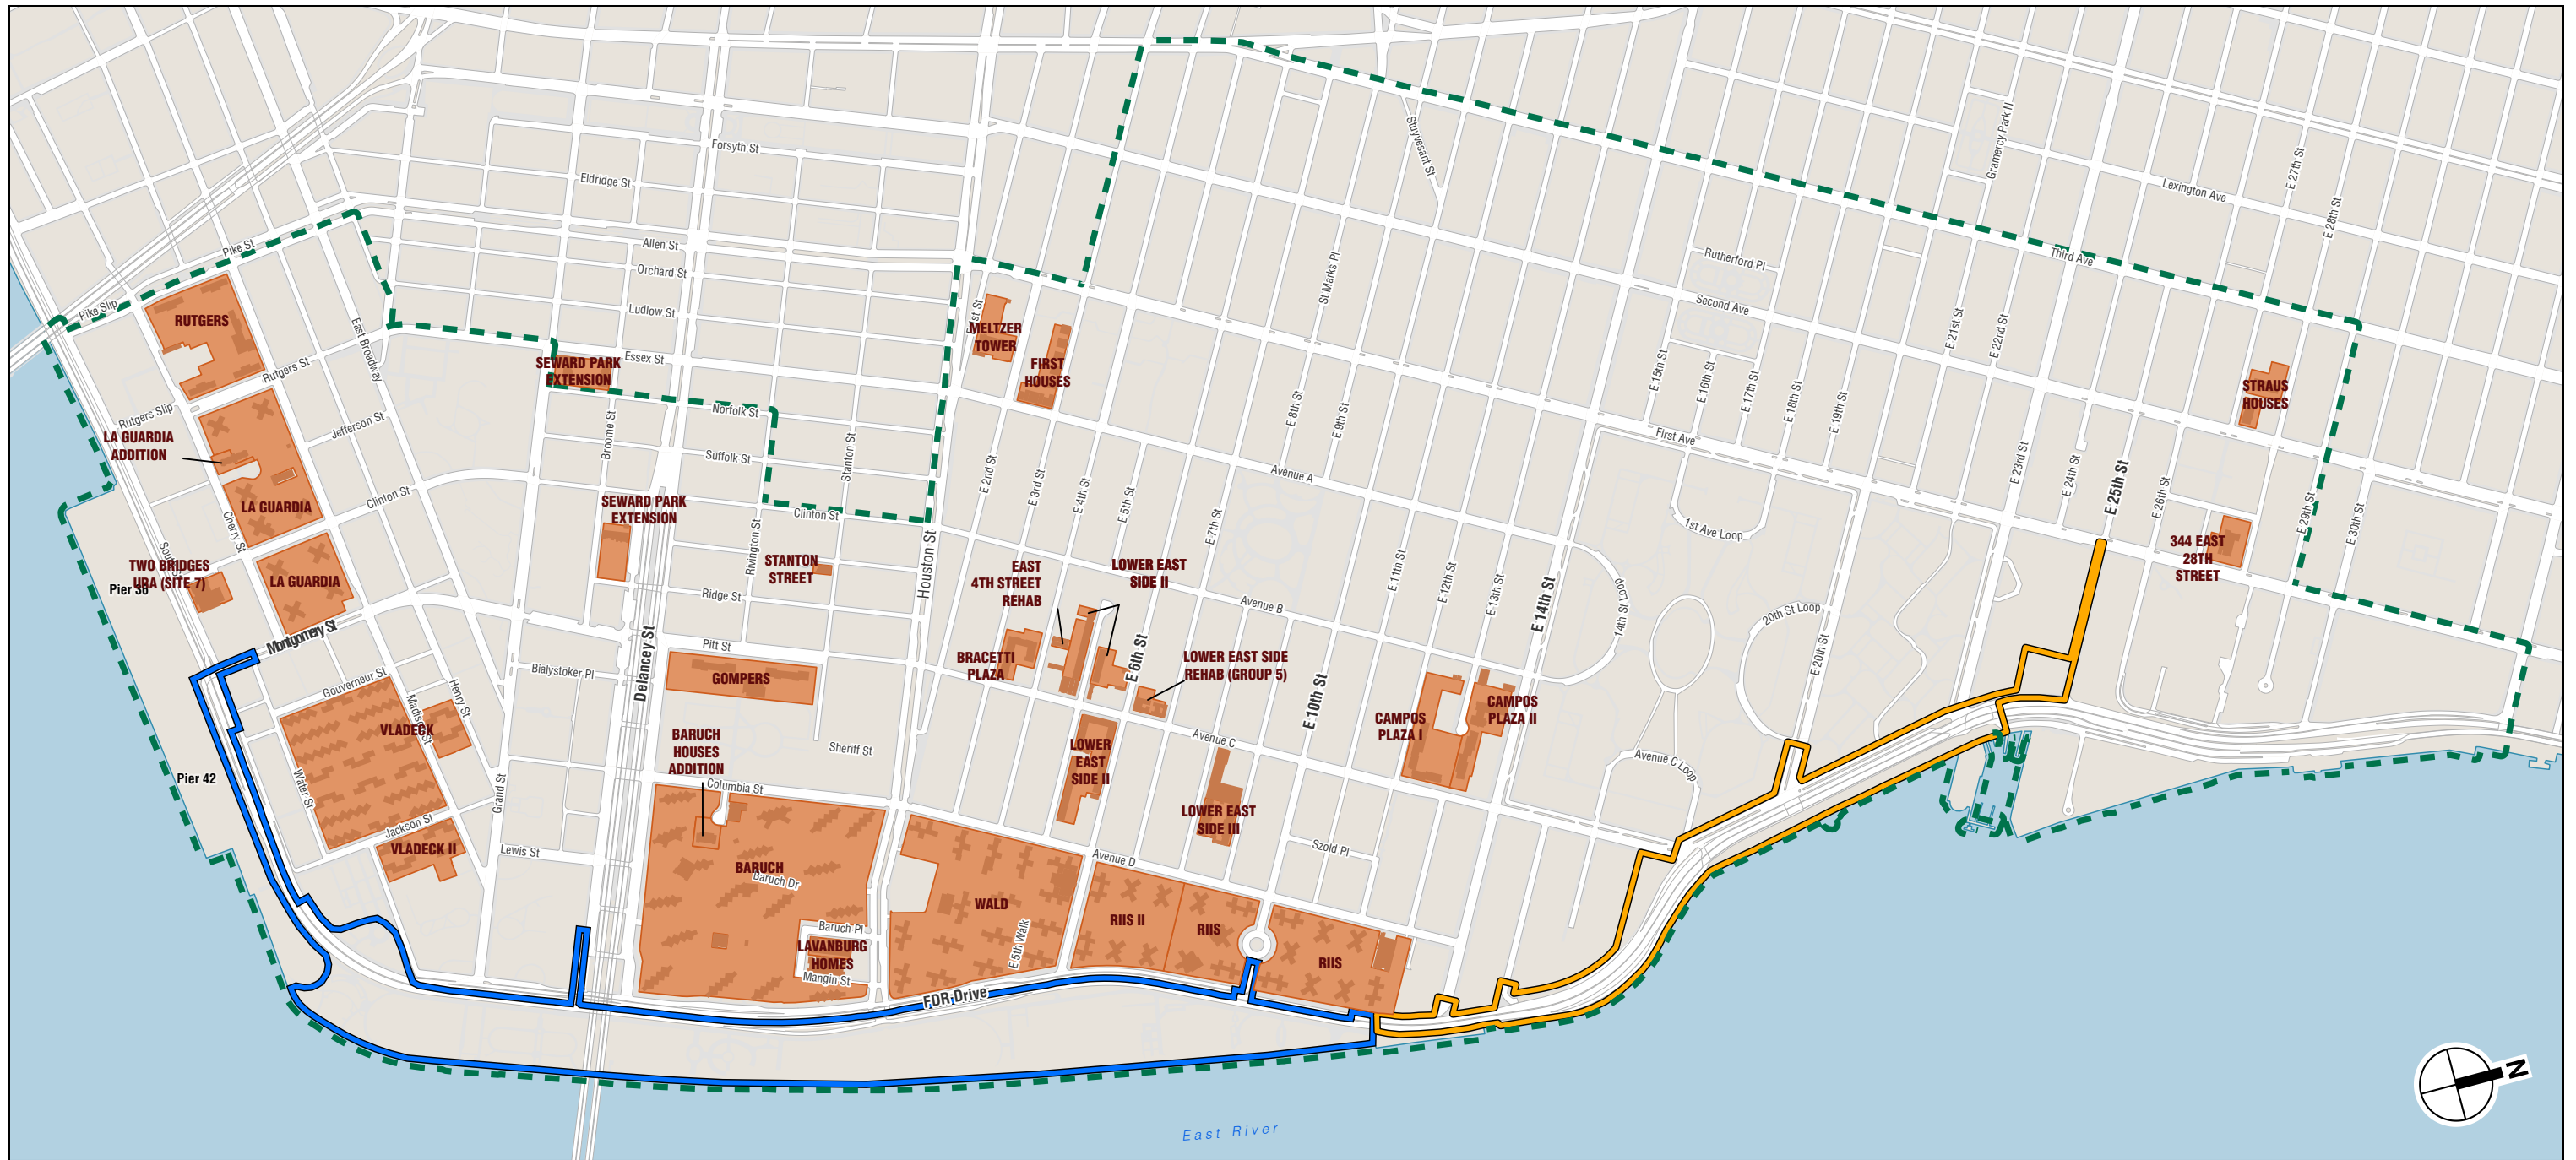 Forsyth St
Eldridge St
Allen St
Orchard St
Ludlow St
Essex St
Norfolk St
Suffolk St
Clinton St
Ridge St
Pitt St
Sheriff St
Columbia St
Bialystoker Pl
Lewis St
Broome St
Rivington St
Stanton St
Delancey St
Houston St
Grand St
Pike St
Pike Slip
Rutgers St
Rutgers Slip
Jefferson St
East Broadway
Clinton St
Cherry St
Montgomery St
Gouverneur St
Madison St
Henry St
Water St
Jackson St
Pier 36
Pier 42
RUTGERS
LA GUARDIA
ADDITION
LA GUARDIA
LA GUARDIA
TWO BRIDGES
URA (SITE 7)
VLADECK
VLADECK II
SEWARD PARK
EXTENSION
SEWARD PARK
EXTENSION
STANTON
STREET
GOMPERS
BARUCH
HOUSES
ADDITION
BARUCH
Baruch Dr
Baruch Pl
LAVANBURG
HOMES
Mangin St
FDR Drive
MELTZER
TOWER
FIRST
HOUSES
E 2nd St
E 3rd St
E 4th St
E 5th St
E 6th St
E 7th St
E 8th St
St Marks Pl
E 9th St
E 10th St
E 11th St
E 12th St
E 13th St
E 14th St
Stuyvesant St
Avenue A
Avenue B
Avenue C
Avenue D
Szold Pl
E 5th Walk
EAST
4TH STREET
REHAB
LOWER EAST
SIDE II
BRACETTI
PLAZA
LOWER EAST SIDE
REHAB (GROUP 5)
LOWER
EAST
SIDE II
LOWER EAST
SIDE III
CAMPOS
PLAZA I
CAMPOS
PLAZA II
WALD
RIIS II
RIIS
RIIS
Gramercy Park N
Lexington Ave
Third Ave
Rutherford Pl
Second Ave
First Ave
1st Ave Loop
14th St Loop
20th St Loop
Avenue C Loop
E 15th St
E 16th St
E 17th St
E 18th St
E 19th St
E 20th St
E 21st St
E 22nd St
E 23rd St
E 24th St
E 25th St
E 26th St
E 27th St
E 28th St
E 29th St
E 30th St
STRAUS
HOUSES
344 EAST
28TH
STREET
East River
N